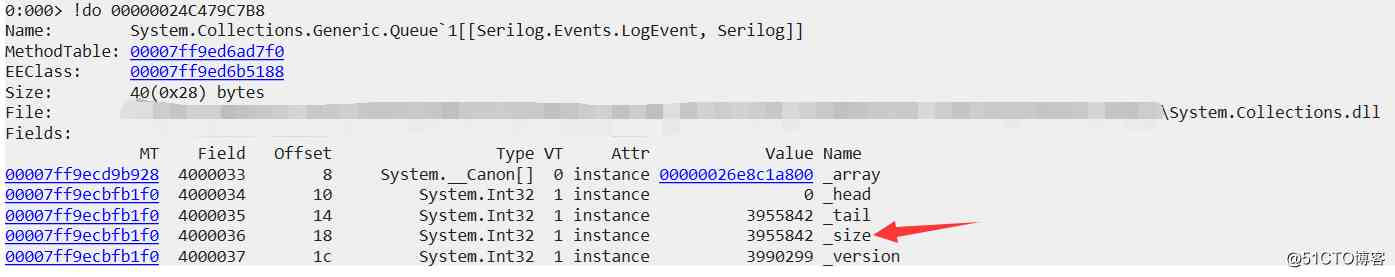 0:000> !do 00000024C479C7B8
Name: System.Collections.Generic.Queue`1[[Serilog.Events.LogEvent, Serilog]]
MethodTable: 00007ff9ed6ad7f0
EEClass: 00007ff9ed6b5188
Size: 40(0x28) bytes
File: \System.Collections.dll
Fields:
MT Field Offset Type VT Attr Value Name
00007ff9ecd9b928 4000033 8 System.__Canon[] 0 instance 00000026e8c1a800 _array
00007ff9ecbfb1f0 4000034 10 System.Int32 1 instance 0 _head
00007ff9ecbfb1f0 4000035 14 System.Int32 1 instance 3955842 _tail
00007ff9ecbfb1f0 4000036 18 System.Int32 1 instance 3955842 _size
00007ff9ecbfb1f0 4000037 1c System.Int32 1 instance 3990299 _version
@51CTO博客